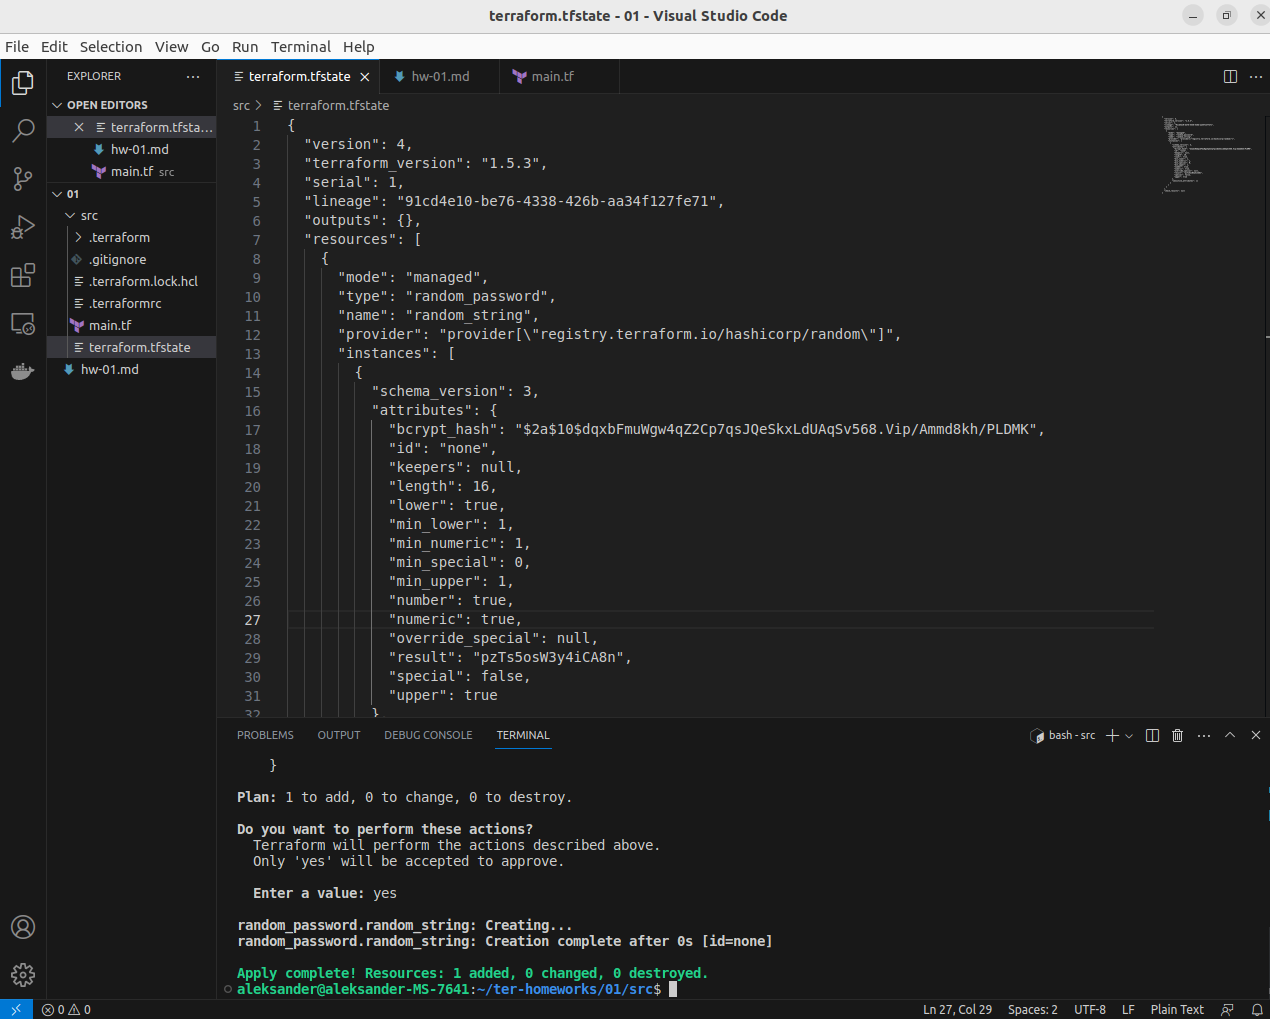 terraform.tfstate - 01 - Visual Studio Code
File Edit Selection View Go Run Terminal Help
EXPLORER
OPEN EDITORS
terraform.tfsta...
hw-01.md
main.tf src
01
src
.terraform
.gitignore
.terraform.lock.hcl
.terraformrc
main.tf
terraform.tfstate
hw-01.md
terraform.tfstate hw-01.md main.tf
src > terraform.tfstate
1 {
2 "version": 4,
3 "terraform_version": "1.5.3",
4 "serial": 1,
5 "lineage": "91cd4e10-be76-4338-426b-aa34f127fe71",
6 "outputs": {},
7 "resources": [
8 {
9 "mode": "managed",
10 "type": "random_password",
11 "name": "random_string",
12 "provider": "provider[\"registry.terraform.io/hashicorp/random\"]",
13 "instances": [
14 {
15 "schema_version": 3,
16 "attributes": {
17 "bcrypt_hash": "$2a$10$dqxbFmuWgw4qZ2Cp7qsJQeSkxLdUAqSv568.Vip/Ammd8kh/PLDMK",
18 "id": "none",
19 "keepers": null,
20 "length": 16,
21 "lower": true,
22 "min_lower": 1,
23 "min_numeric": 1,
24 "min_special": 0,
25 "min_upper": 1,
26 "number": true,
27 "numeric": true,
28 "override_special": null,
29 "result": "pzTs5osW3y4iCA8n",
30 "special": false,
31 "upper": true
32 }
PROBLEMS OUTPUT DEBUG CONSOLE TERMINAL
bash - src
}
Plan: 1 to add, 0 to change, 0 to destroy.
Do you want to perform these actions?
Terraform will perform the actions described above.
Only 'yes' will be accepted to approve.
Enter a value: yes
random_password.random_string: Creating...
random_password.random_string: Creation complete after 0s [id=none]
Apply complete! Resources: 1 added, 0 changed, 0 destroyed.
aleksander@aleksander-MS-7641:~/ter-homeworks/01/src$
0 0 Ln 27, Col 29 Spaces: 2 UTF-8 LF Plain Text